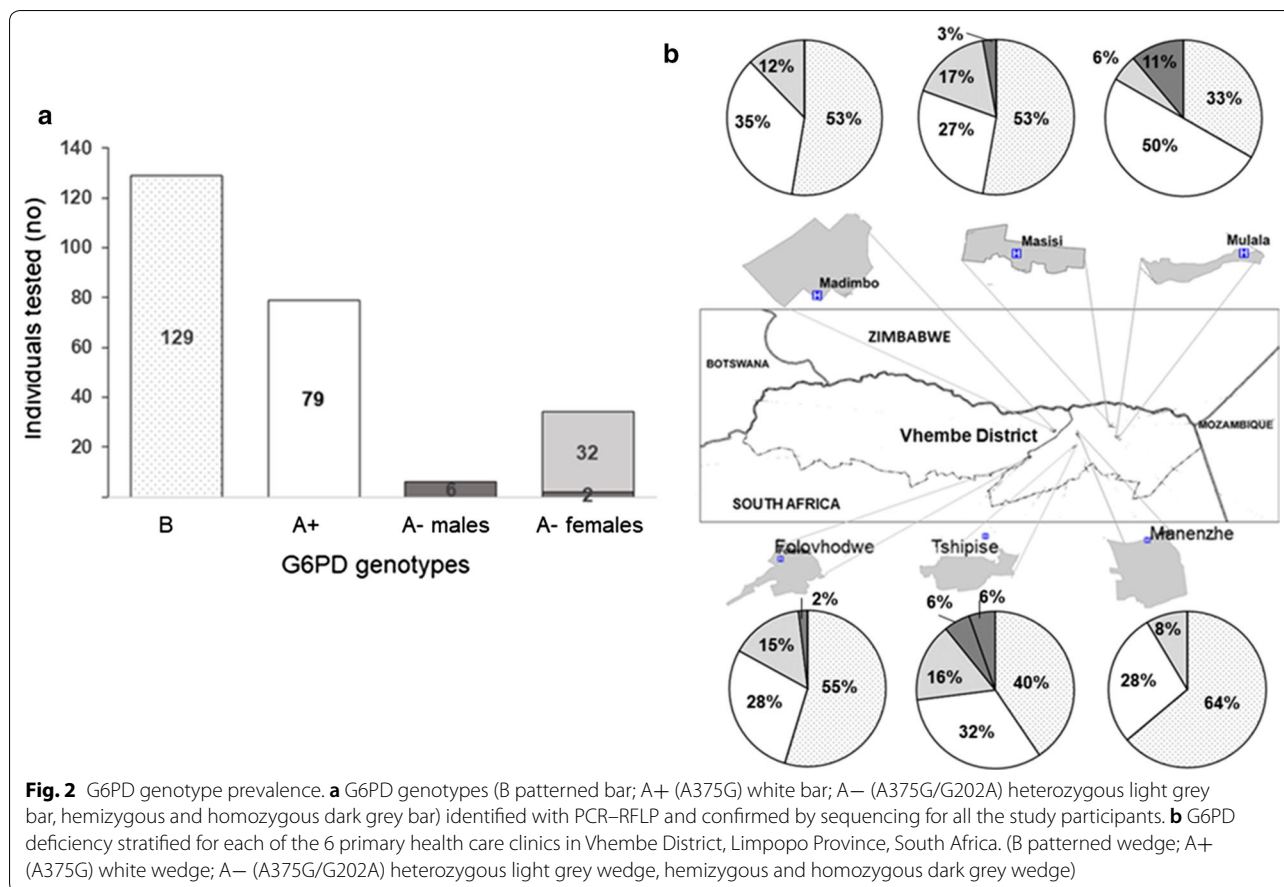 a
Individuals tested (no)
140
120
100
80
60
40
20
129
79
6
32
2
B
A+
A- males
A- females
G6PD genotypes
b
12%
35%
53%
3%
17%
27%
53%
6%
11%
33%
50%
Madimbo
H
Masisi
H
Mulala
H
ZIMBABWE
BOTSWANA
Vhembe District
MOZAMBIQUE
SOUTH AFRICA
Folovhodwe
Tshipise
Manenzhe
2%
15%
28%
55%
6%
6%
16%
32%
40%
8%
28%
64%
Fig. 2 G6PD genotype prevalence. a G6PD genotypes (B patterned bar; A+ (A375G) white bar; A− (A375G/G202A) heterozygous light grey
bar, hemizygous and homozygous dark grey bar) identified with PCR–RFLP and confirmed by sequencing for all the study participants. b G6PD
deficiency stratified for each of the 6 primary health care clinics in Vhembe District, Limpopo Province, South Africa. (B patterned wedge; A+
(A375G) white wedge; A− (A375G/G202A) heterozygous light grey wedge, hemizygous and homozygous dark grey wedge)